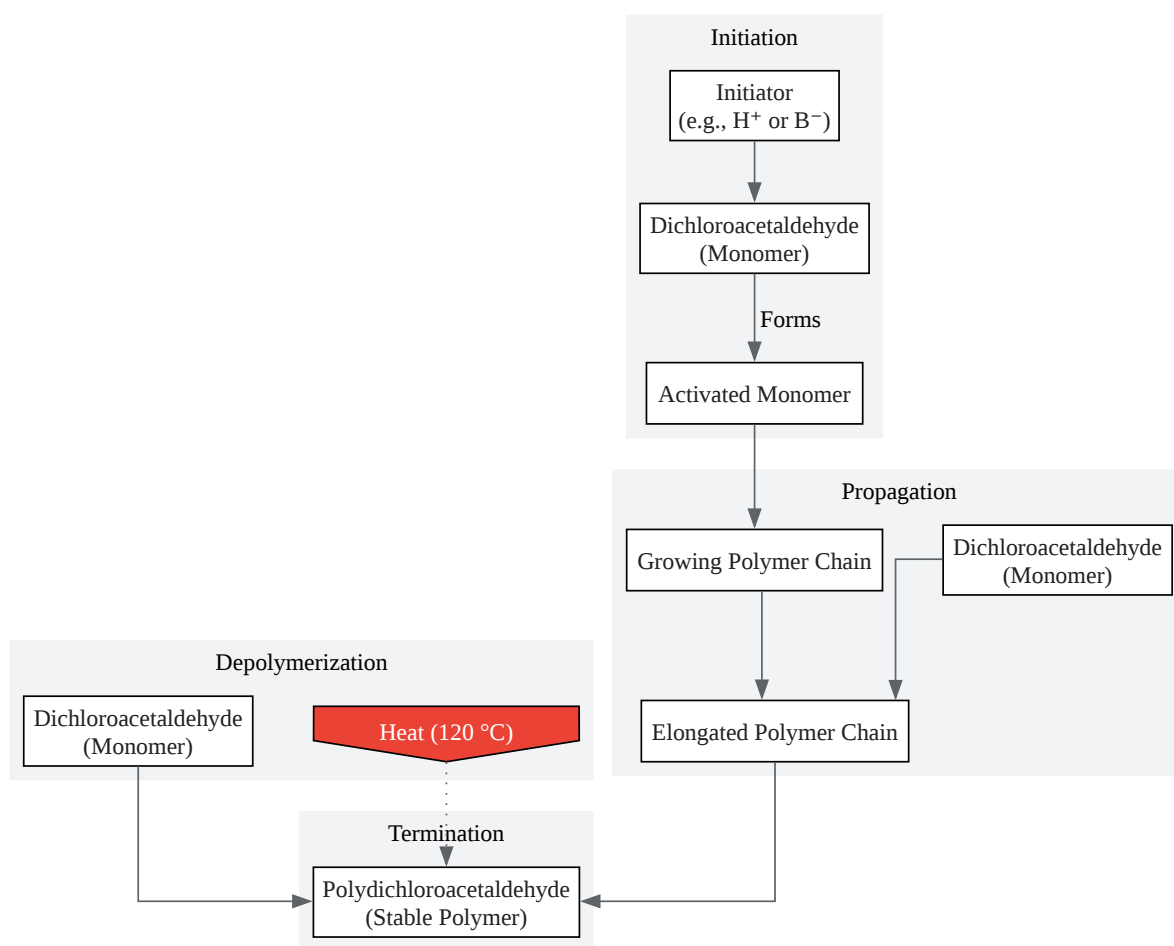 Initiation
Initiator
(e.g., H⁺ or B⁻)
Dichloroacetaldehyde
(Monomer)
Forms
Activated Monomer
Propagation
Growing Polymer Chain
Dichloroacetaldehyde
(Monomer)
Elongated Polymer Chain
Depolymerization
Dichloroacetaldehyde
(Monomer)
Heat (120 °C)
Termination
Polydichloroacetaldehyde
(Stable Polymer)